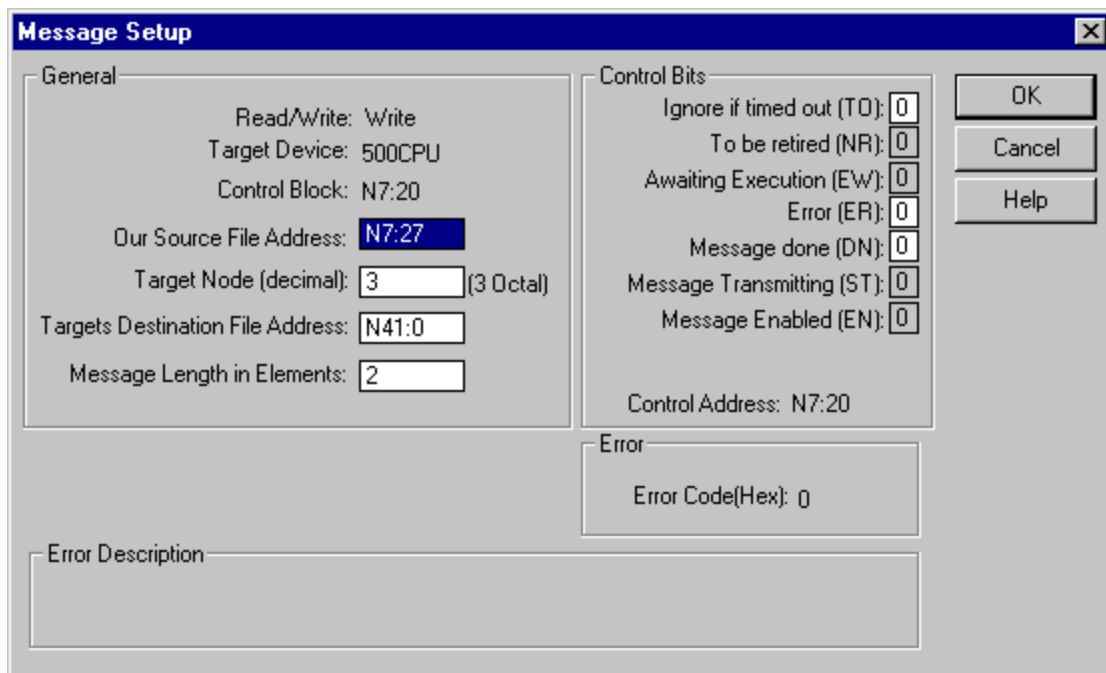 Message Setup
General
Read/Write: Write
Target Device: 500CPU
Control Block: N7:20
Our Source File Address: N7:27
Target Node (decimal): 3 (3 Octal)
Targets Destination File Address: N41:0
Message Length in Elements: 2
Control Bits
Ignore if timed out (TO): 0
To be retired (NR): 0
Awaiting Execution (EW): 0
Error (ER): 0
Message done (DN): 0
Message Transmitting (ST): 0
Message Enabled (EN): 0
Control Address: N7:20
OK
Cancel
Help
Error
Error Code(Hex): 0
Error Description